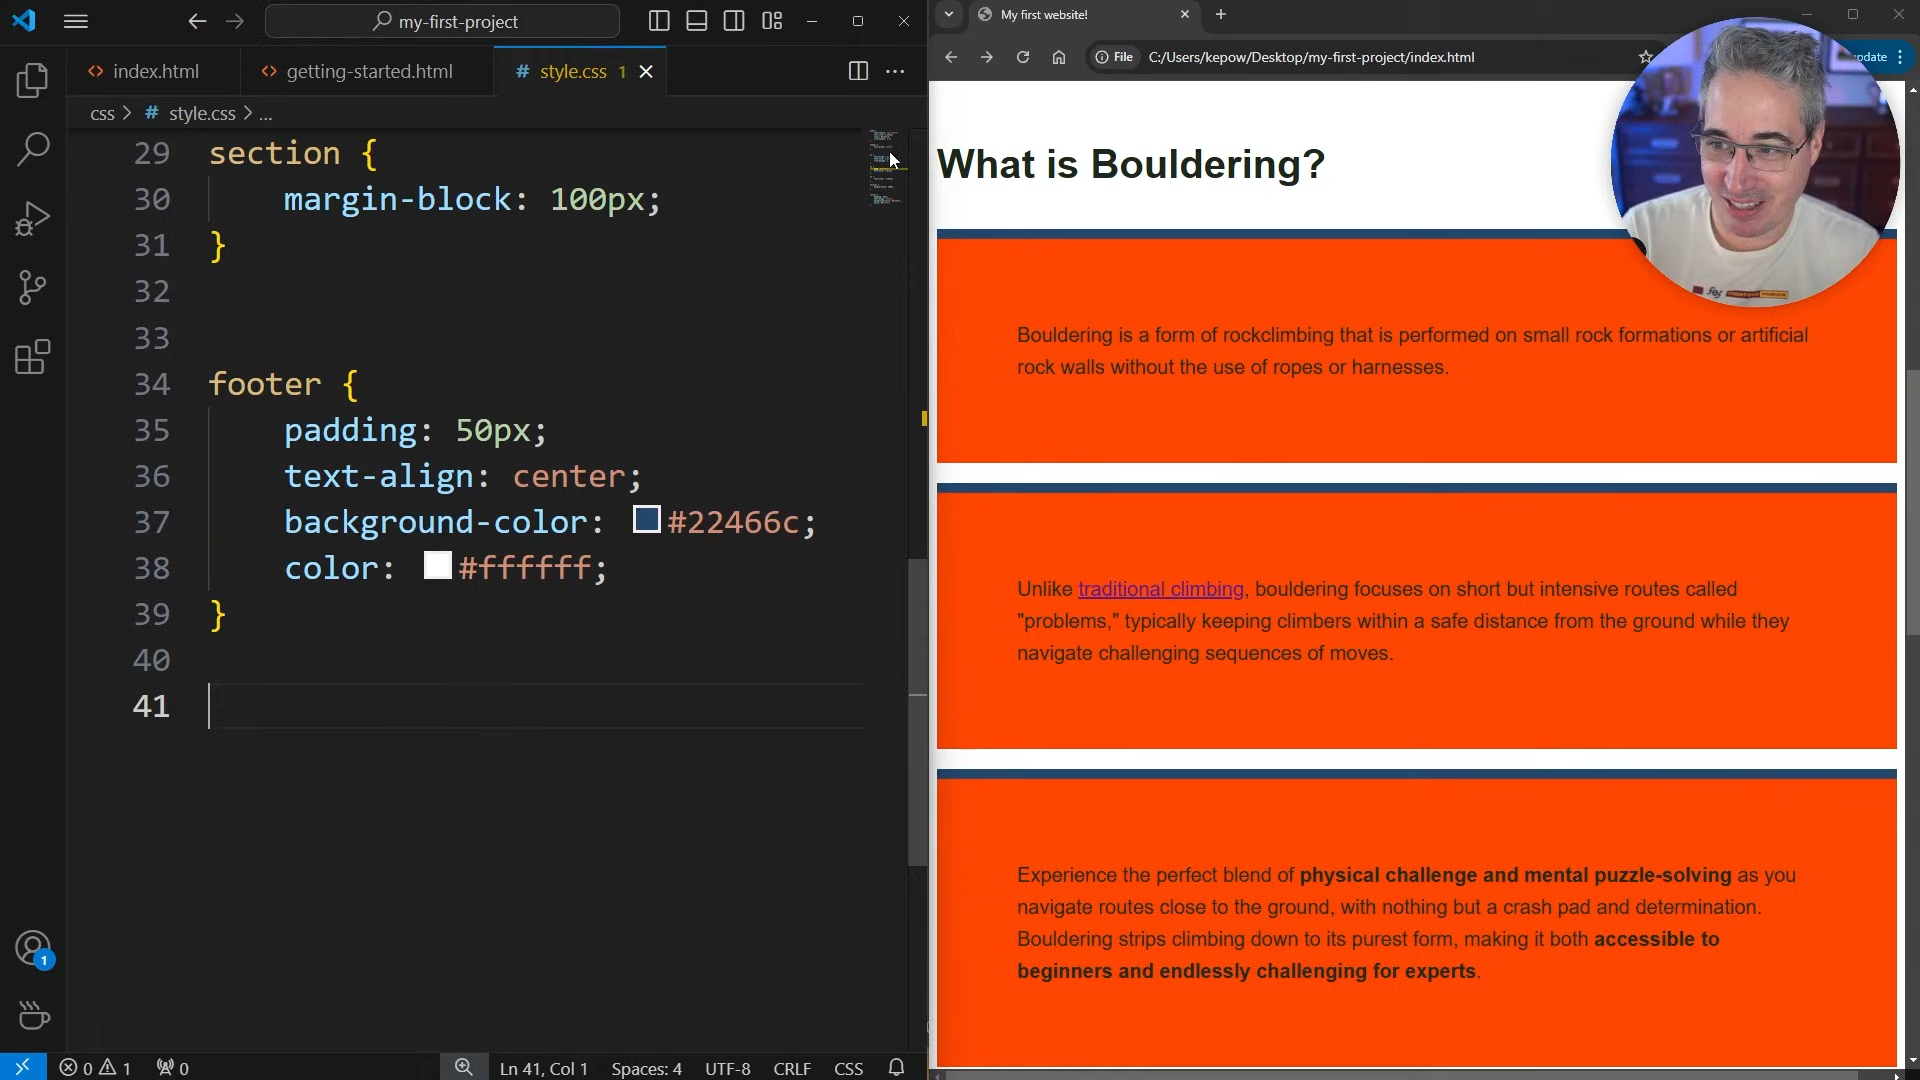 my-first-project
index.html
getting-started.html
# style.css 1
css > # style.css > ...
29 section {
30 margin-block: 100px;
31 }
32
33
34 footer {
35 padding: 50px;
36 text-align: center;
37 background-color: #22466c;
38 color: #ffffff;
39 }
40
41
1
0 1
0
Ln 41, Col 1
Spaces: 4
UTF-8
CRLF
CSS
My first website!
File C:/Users/kepow/Desktop/my-first-project/index.html
pdate
What is Bouldering?
Bouldering is a form of rockclimbing that is performed on small rock formations or artificial
rock walls without the use of ropes or harnesses.
Unlike traditional climbing, bouldering focuses on short but intensive routes called
"problems," typically keeping climbers within a safe distance from the ground while they
navigate challenging sequences of moves.
Experience the perfect blend of physical challenge and mental puzzle-solving as you
navigate routes close to the ground, with nothing but a crash pad and determination.
Bouldering strips climbing down to its purest form, making it both accessible to
beginners and endlessly challenging for experts.